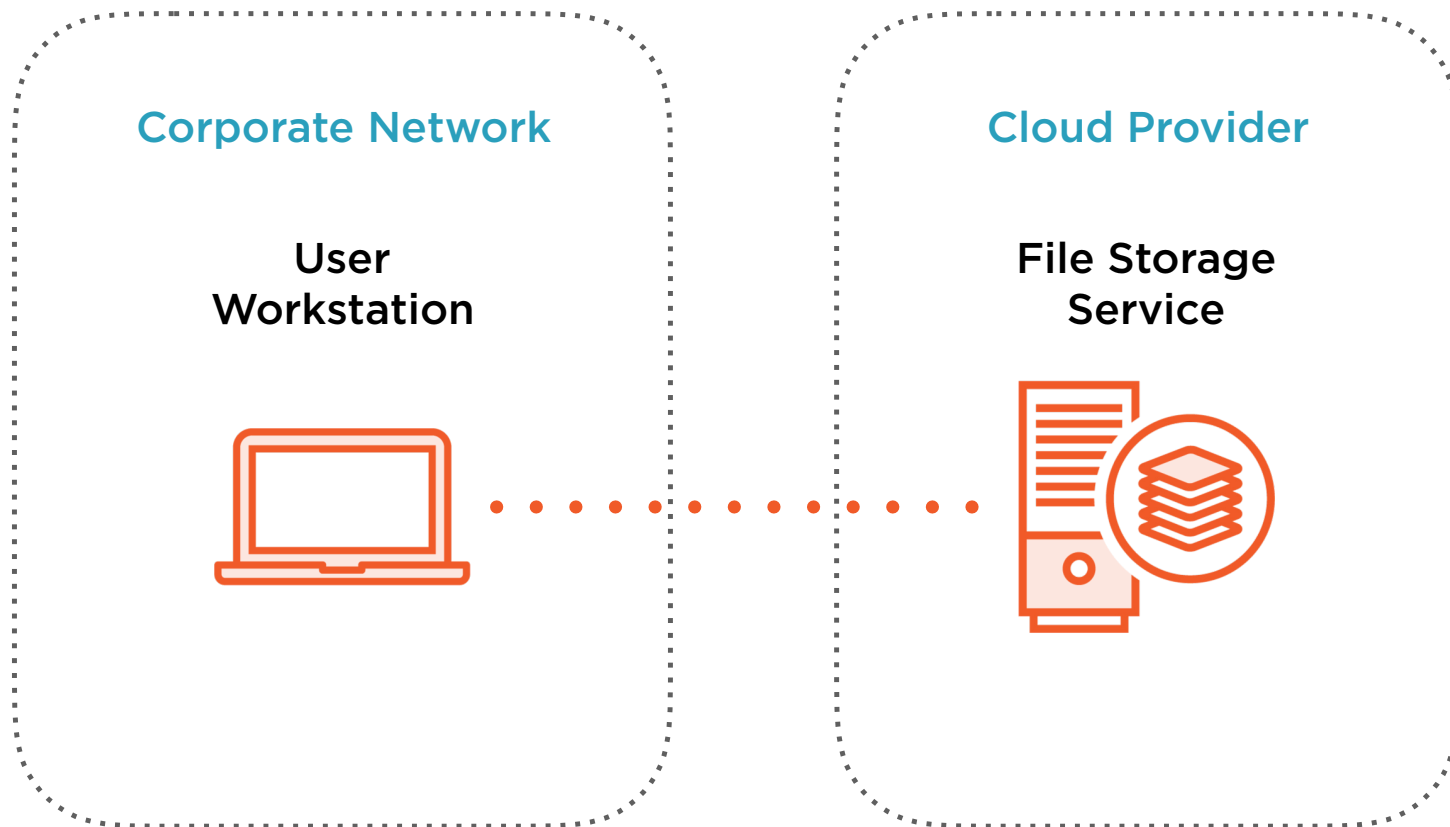 Corporate Network
User
Workstation
Cloud Provider
File Storage
Service